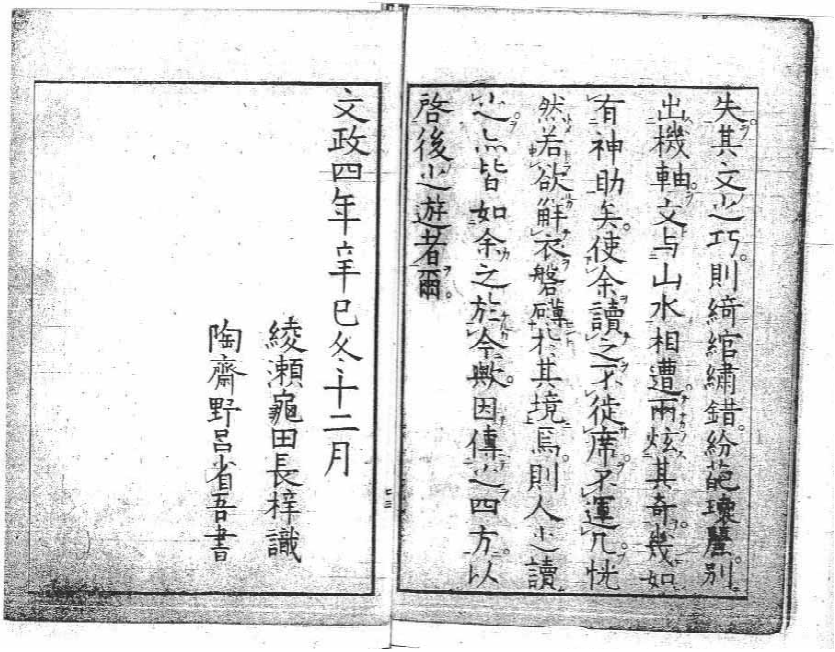 失其文之巧則綺綰繡錯紛葩瓌麗別
出機軸文与山水相遭而炫其奇幾如
有神助矣使余讀之不徙席不運几恍
然若欲解衣磐礴於其境焉則人之讀
之亦皆如余之於今歟因傳之四方以
啓後之遊者爾
文政四年辛巳冬十二月
綾瀬龜田長梓識
陶齋野呂省吾書